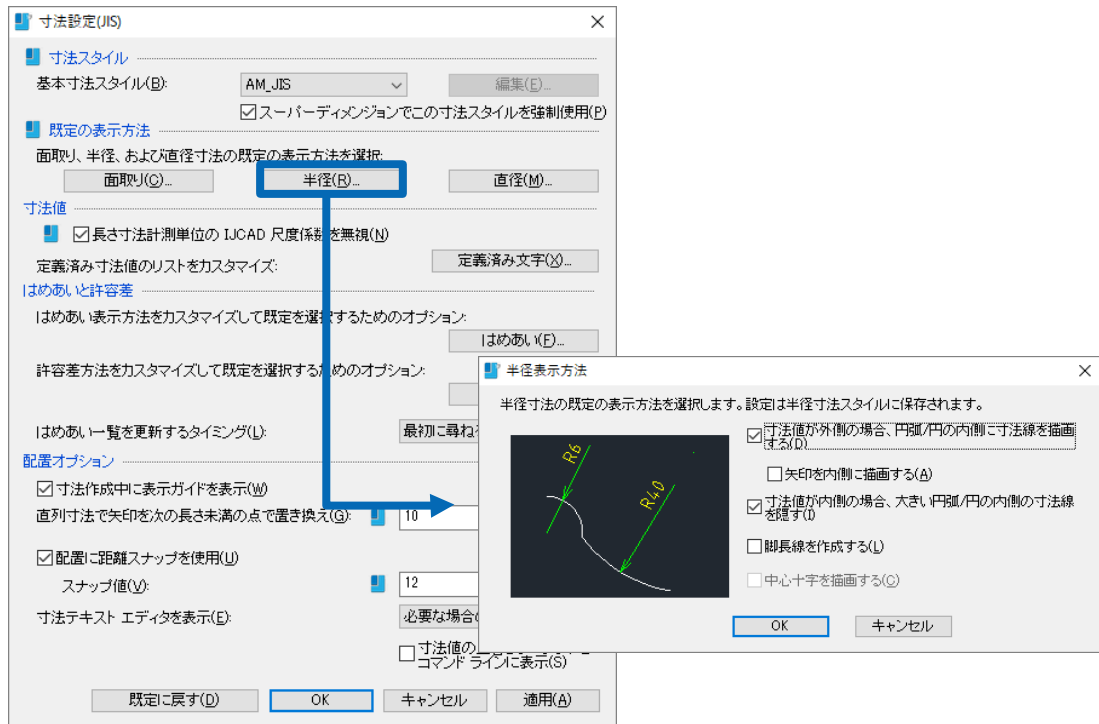 寸法設定(JIS)
寸法スタイル
基本寸法スタイル(B):
AM_JIS
編集(E)...
スーパーディメンジョンでこの寸法スタイルを強制使用(P)
既定の表示方法
面取り、半径、および直径寸法の既定の表示方法を選択:
面取り(C)...
半径(R)...
直径(M)...
寸法値
長さ寸法計測単位の IJCAD 尺度係数を無視(N)
定義済み寸法値のリストをカスタマイズ:
定義済み文字(X)...
はめあいと許容差
はめあい表示方法をカスタマイズして既定を選択するためのオプション:
はめあい(F)...
許容差方法をカスタマイズして既定を選択するためのオプション:
はめあい一覧を更新するタイミング(L):
最初に尋ね
配置オプション
寸法作成中に表示ガイドを表示(W)
直列寸法で矢印を次の長さ未満の点で置き換え(G):
10
配置に距離スナップを使用(U)
スナップ値(V):
12
寸法テキスト エディタを表示(E):
必要な場合
寸法値の
コマンド ラインに表示(S)
既定に戻す(D)
OK
キャンセル
適用(A)
半径表示方法
半径寸法の既定の表示方法を選択します。設定は半径寸法スタイルに保存されます。
R6
R40
寸法値が外側の場合、円弧/円の内側に寸法線を描画
する(D)
矢印を内側に描画する(A)
寸法値が内側の場合、大きい円弧/円の内側の寸法線
を隠す(I)
脚長線を作成する(L)
中心十字を描画する(C)
OK
キャンセル